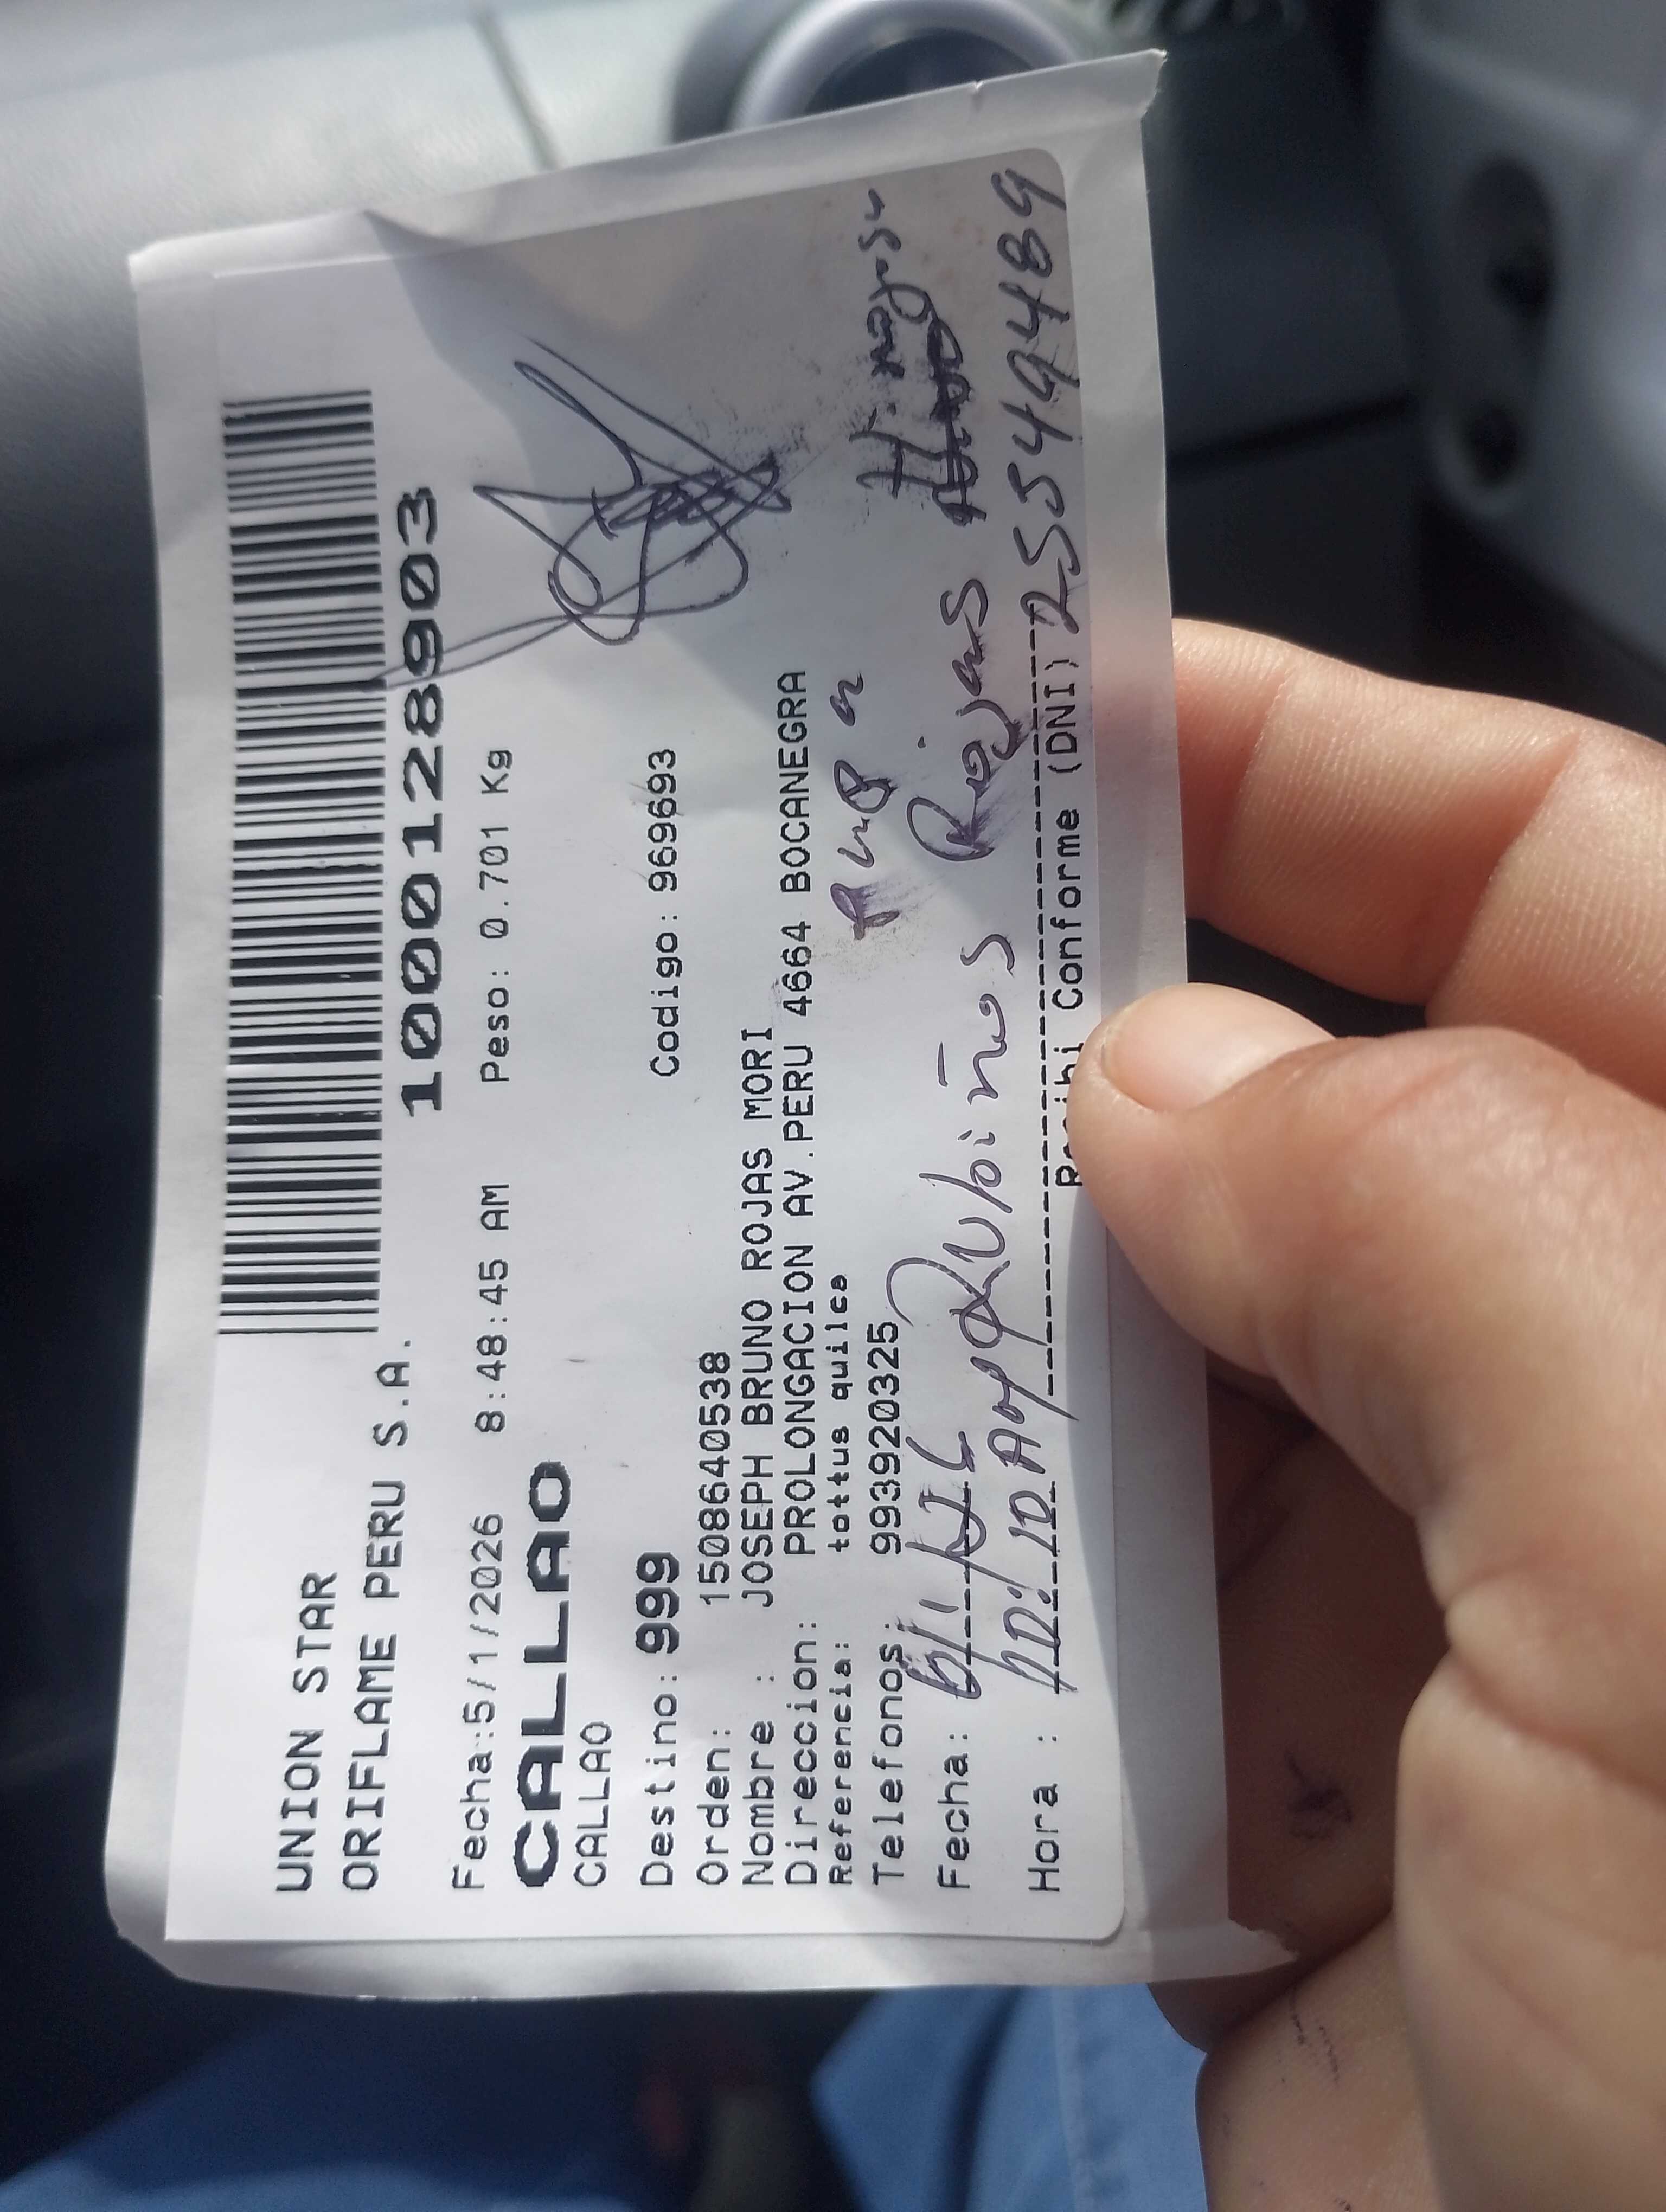 UNION STAR
ORIFLAME PERU S.A.
1000128903
Fecha:5/1/2026 8:48:45 AM Peso: 0.701 Kg
CALLAO
CALLAO
Destino: 999 Codigo: 969693
Orden: 1508640538
Nombre : JOSEPH BRUNO ROJAS MORI
Direccion: PROLONGACION AV.PERU 4664 BOCANEGRA
Referencia: tottus quilca
Telefonos: 993920325
Fecha: Rubiños Rojas
Hora : 25549489
Recibi Conforme (DNI)